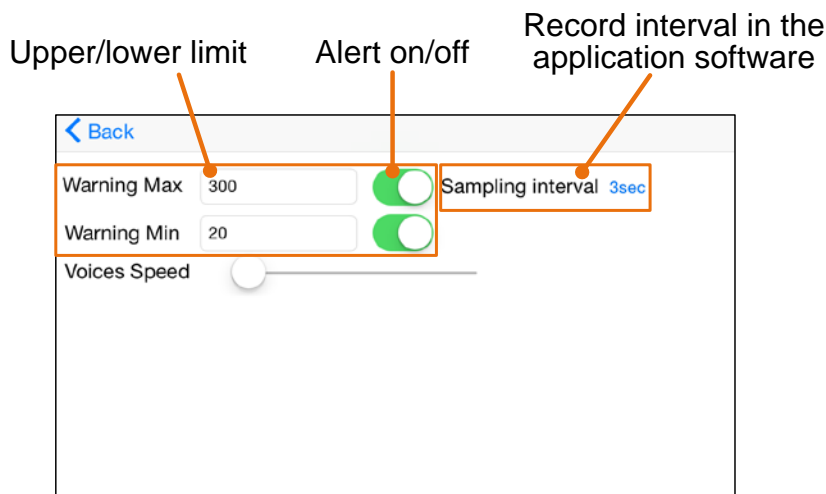 Upper/lower limit
Alert on/off
Record interval in the
application software
Back
Warning Max 300
Sampling interval 3sec
Warning Min 20
Voices Speed